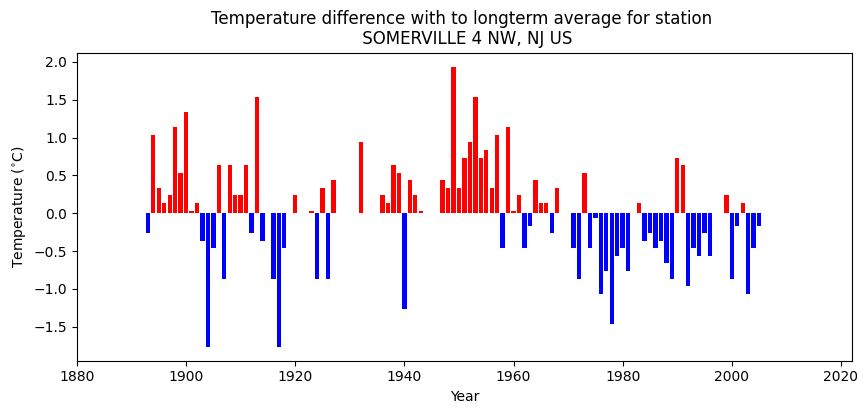 Temperature difference with to longterm average for station
SOMERVILLE 4 NW, NJ US
2.0
1.5
1.0
0.5
0.0
−0.5
−1.0
−1.5
Temperature (°C)
1880 1900 1920 1940 1960 1980 2000 2020
Year